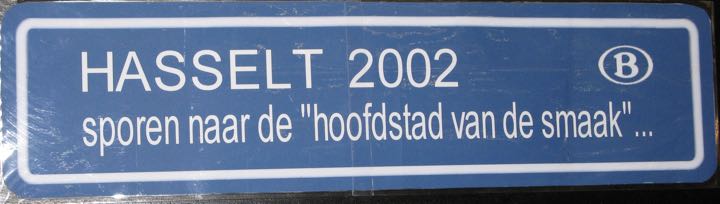 HASSELT 2002
B
sporen naar de "hoofdstad van de smaak"...